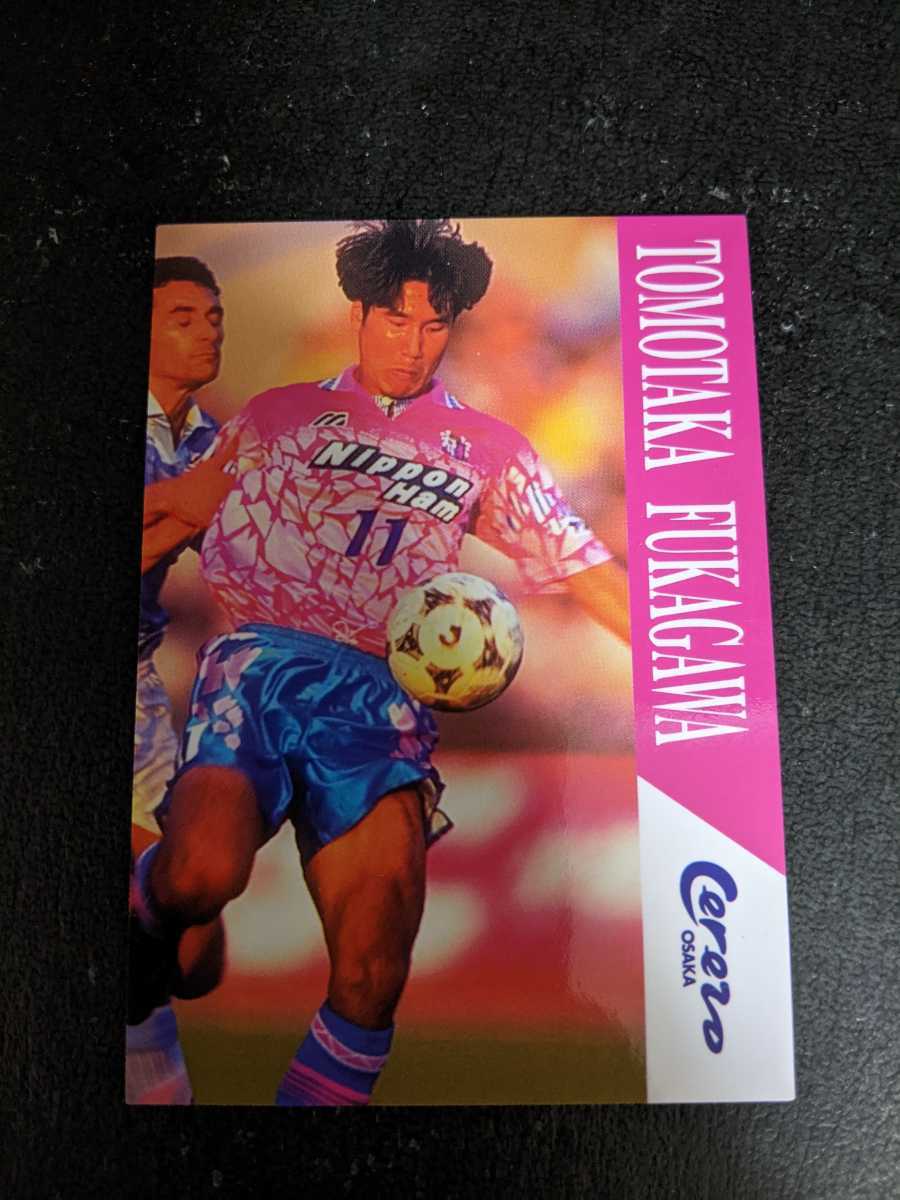 TOMOTAKA FUKAGAWA
Cerezo
OSAKA
Nippon
Ham
11